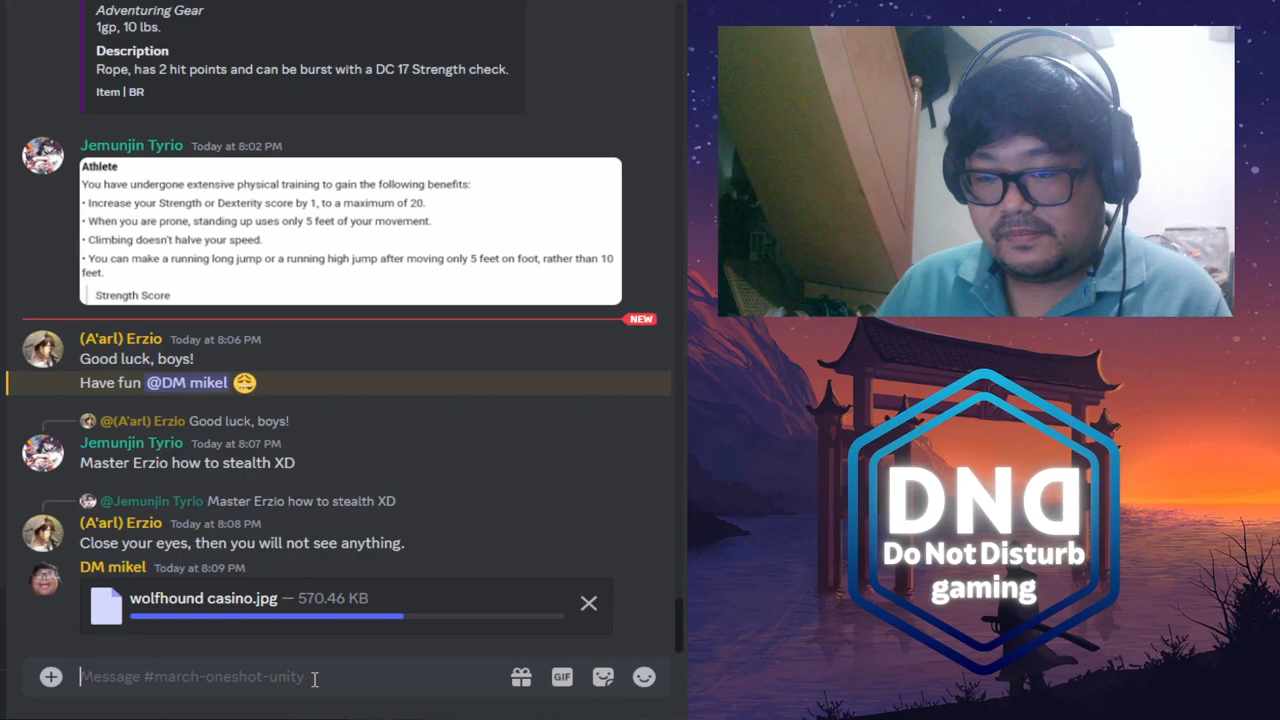 Adventuring Gear
1gp, 10 lbs.
Description
Rope, has 2 hit points and can be burst with a DC 17 Strength check.
Item | BR
Jemunjin Tyrio Today at 8:02 PM
Athlete
You have undergone extensive physical training to gain the following benefits:
• Increase your Strength or Dexterity score by 1, to a maximum of 20.
• When you are prone, standing up uses only 5 feet of your movement.
• Climbing doesn't halve your speed.
• You can make a running long jump or a running high jump after moving only 5 feet on foot, rather than 10
feet.
Strength Score
NEW
(A'arl) Erzio Today at 8:06 PM
Good luck, boys!
Have fun @DM mikel
@(A'arl) Erzio Good luck, boys!
Jemunjin Tyrio Today at 8:07 PM
Master Erzio how to stealth XD
@Jemunjin Tyrio Master Erzio how to stealth XD
(A'arl) Erzio Today at 8:08 PM
Close your eyes, then you will not see anything.
DM mikel Today at 8:09 PM
wolfhound casino.jpg — 570.46 KB
Message #march-oneshot-unity
GIF
DND
Do Not Disturb
gaming